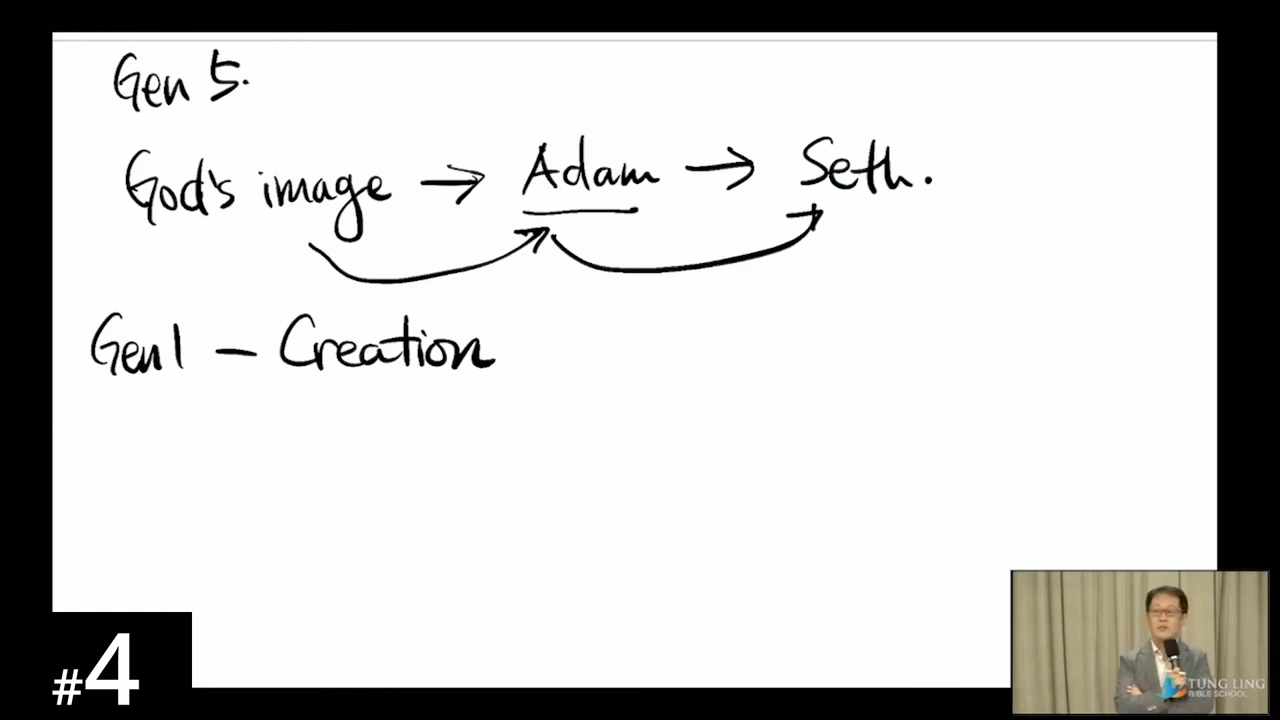 Gen 5.
God's image → Adam → Seth.
Gen 1 – Creation
#4
TUNG LING
BIBLE SCHOOL